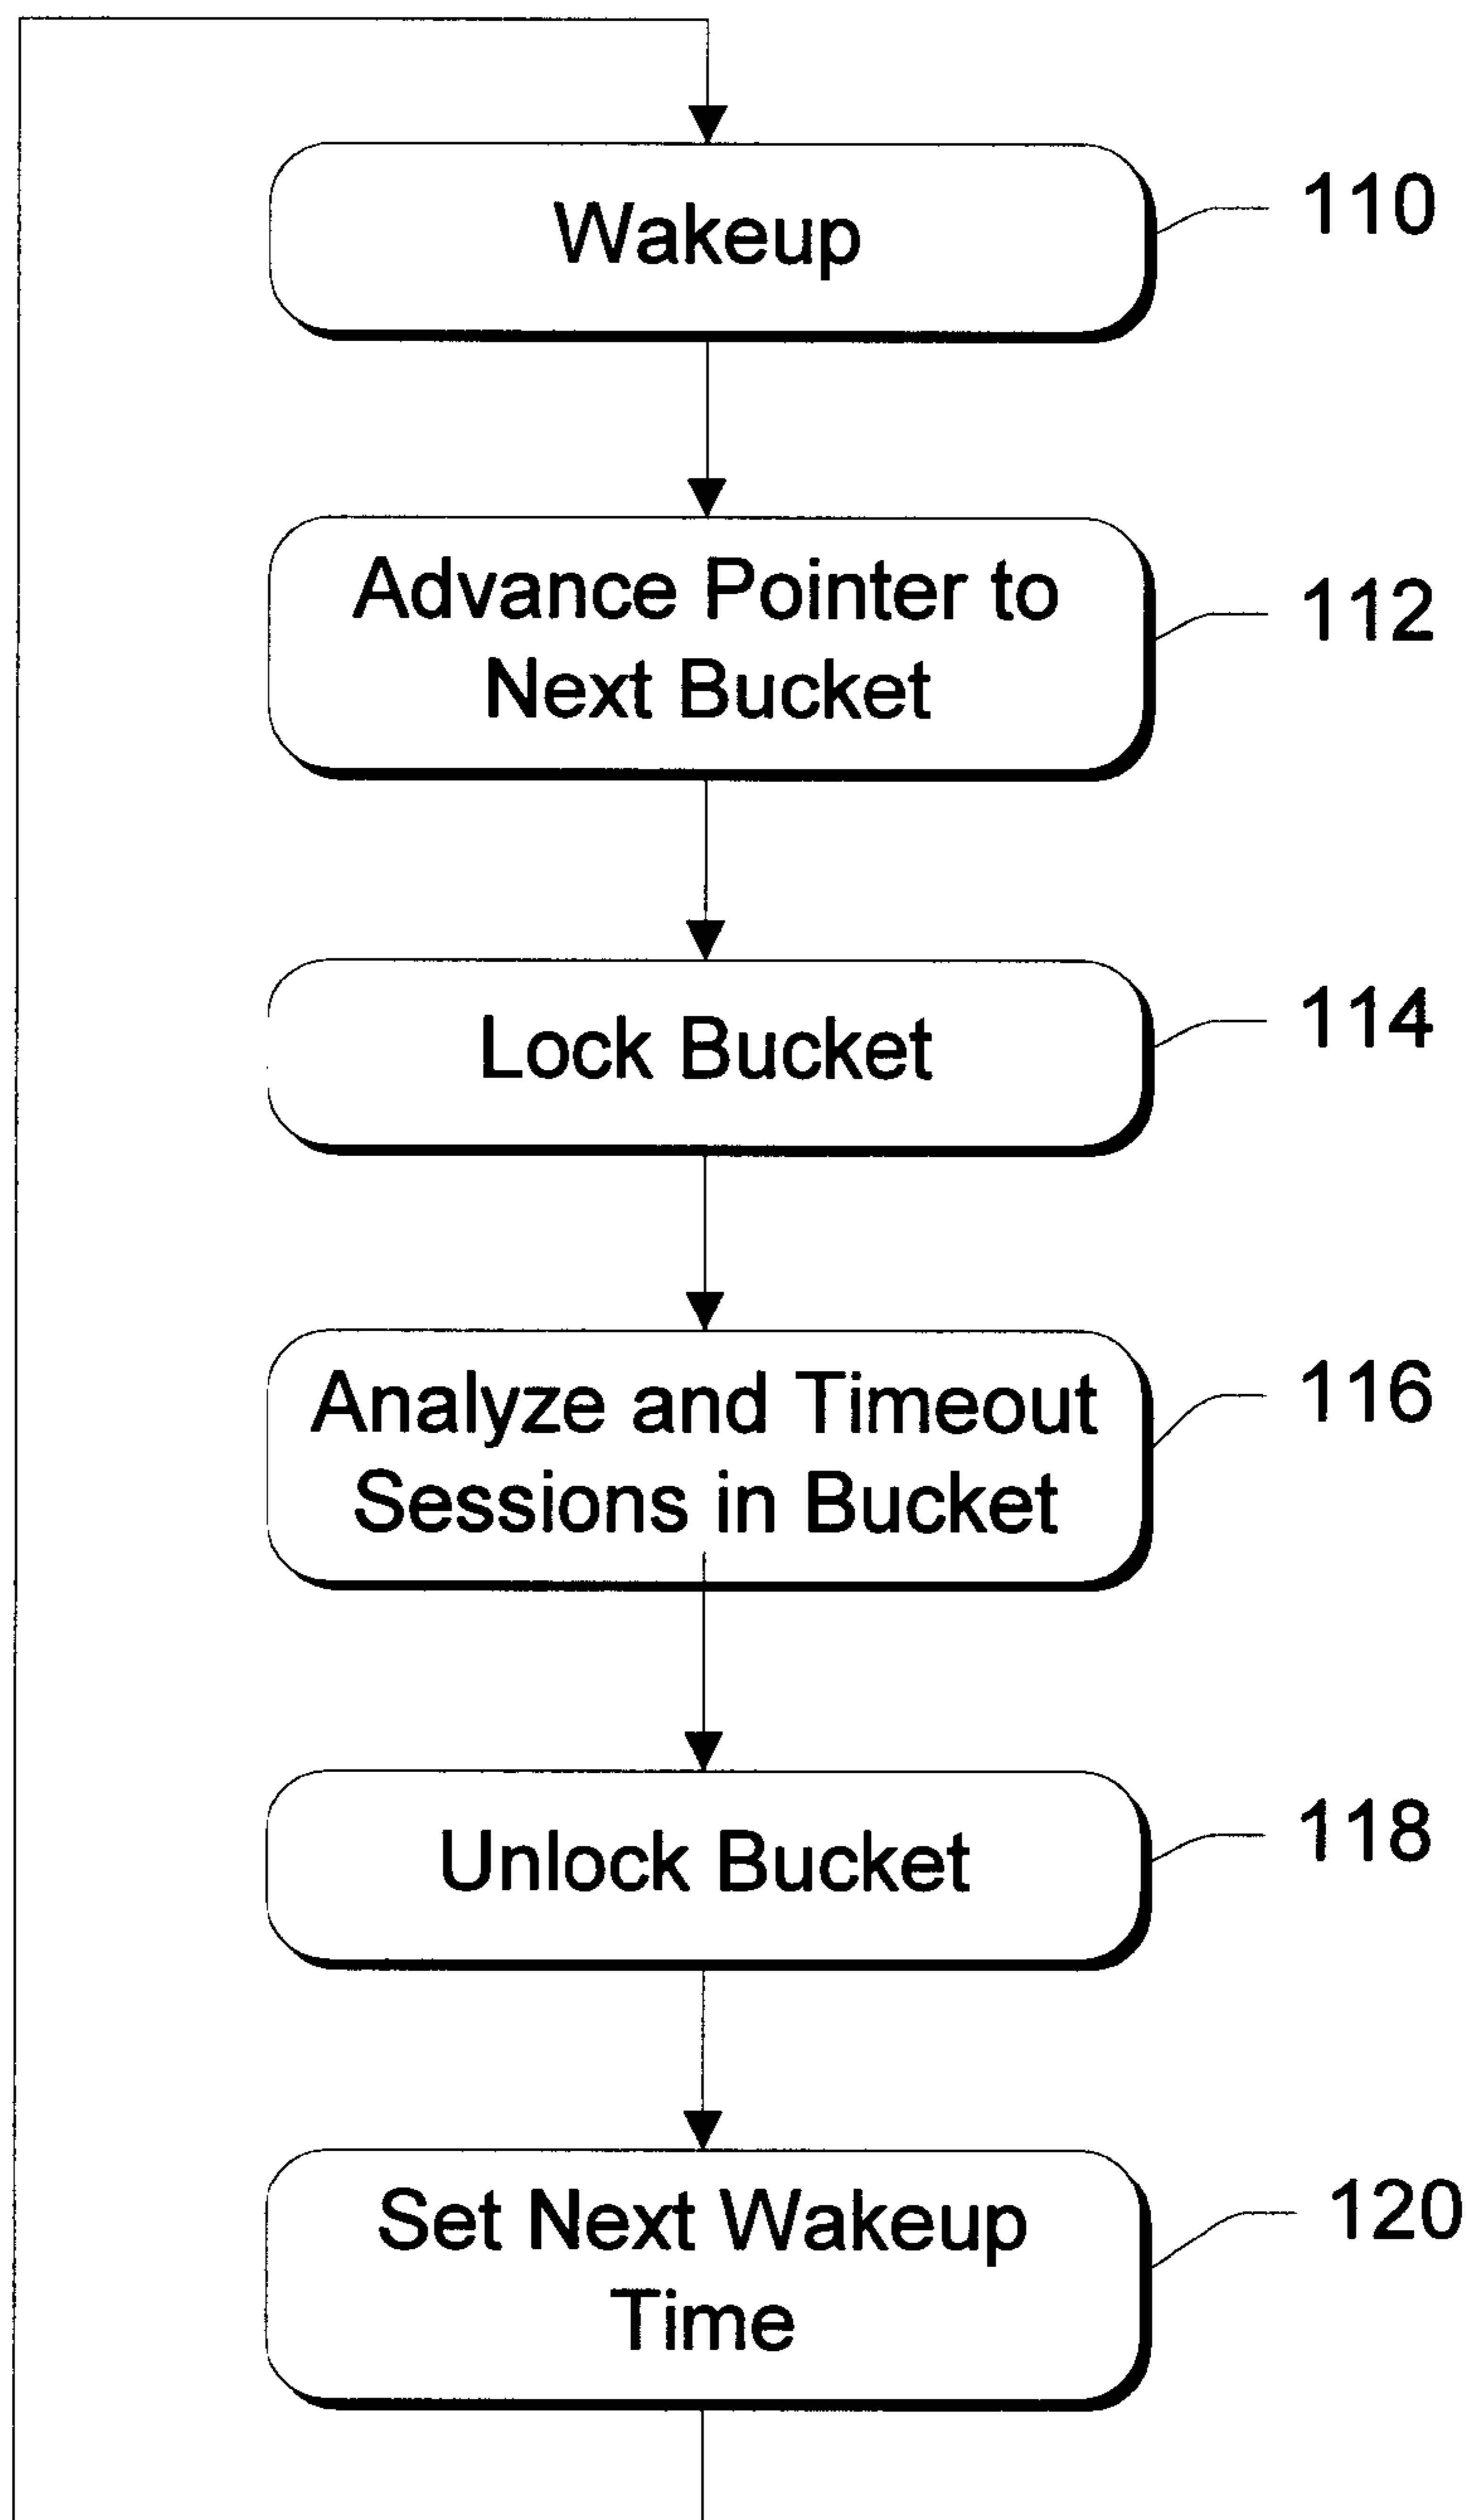 Wakeup
110
Advance Pointer to
Next Bucket
112
Lock Bucket
114
Analyze and Timeout
Sessions in Bucket
116
Unlock Bucket
118
Set Next Wakeup
Time
120